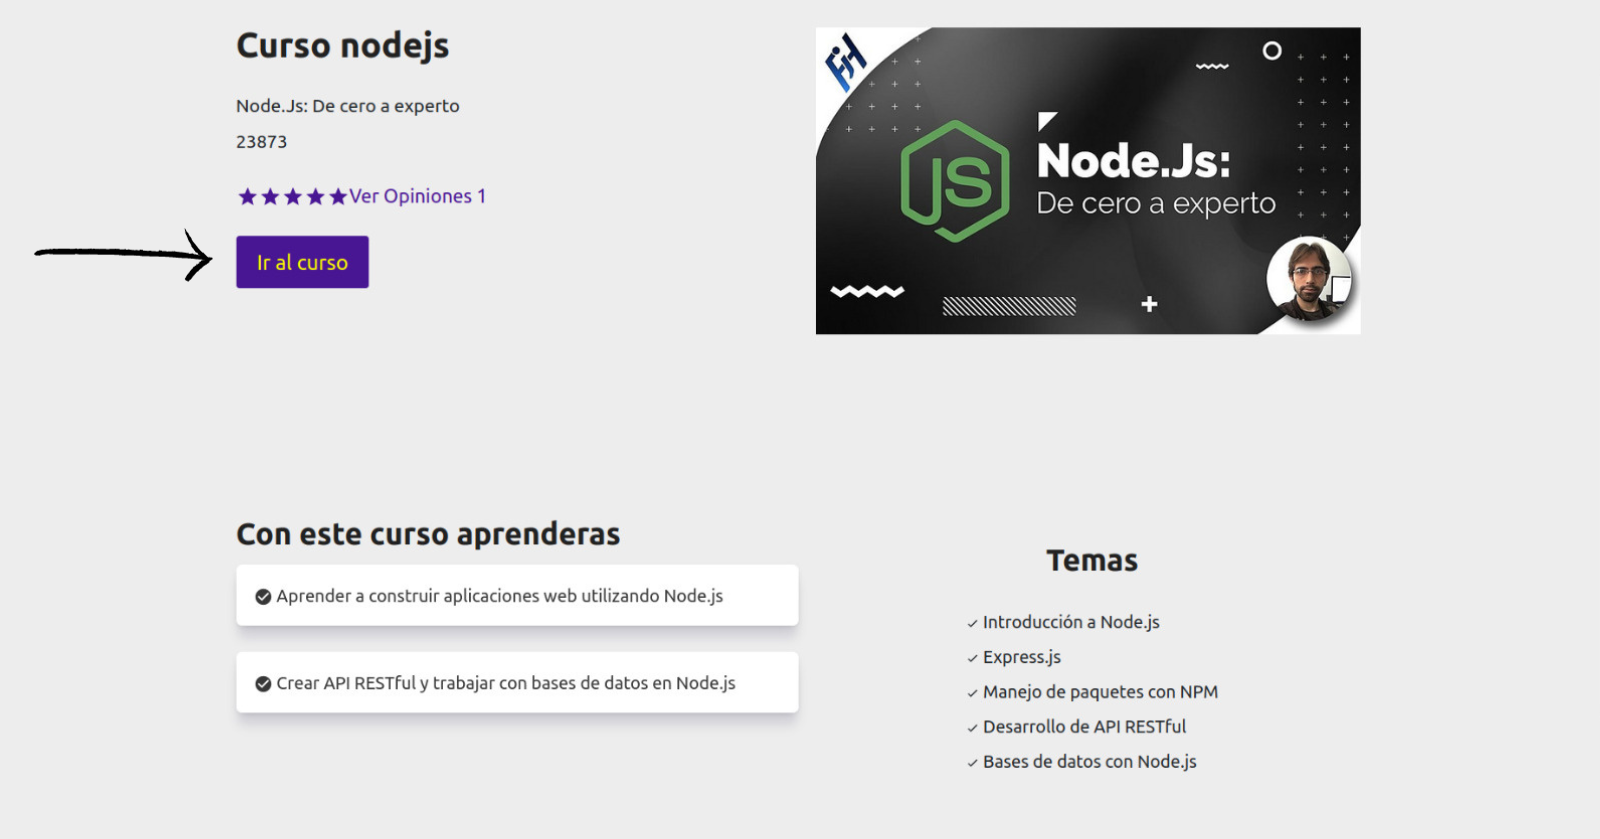 Curso nodejs
Node.Js: De cero a experto
23873
Ver Opiniones 1
Ir al curso
FH
JS
Node.Js:
De cero a experto
Con este curso aprenderas
Aprender a construir aplicaciones web utilizando Node.js
Crear API RESTful y trabajar con bases de datos en Node.js
Temas
Introducción a Node.js
Express.js
Manejo de paquetes con NPM
Desarrollo de API RESTful
Bases de datos con Node.js